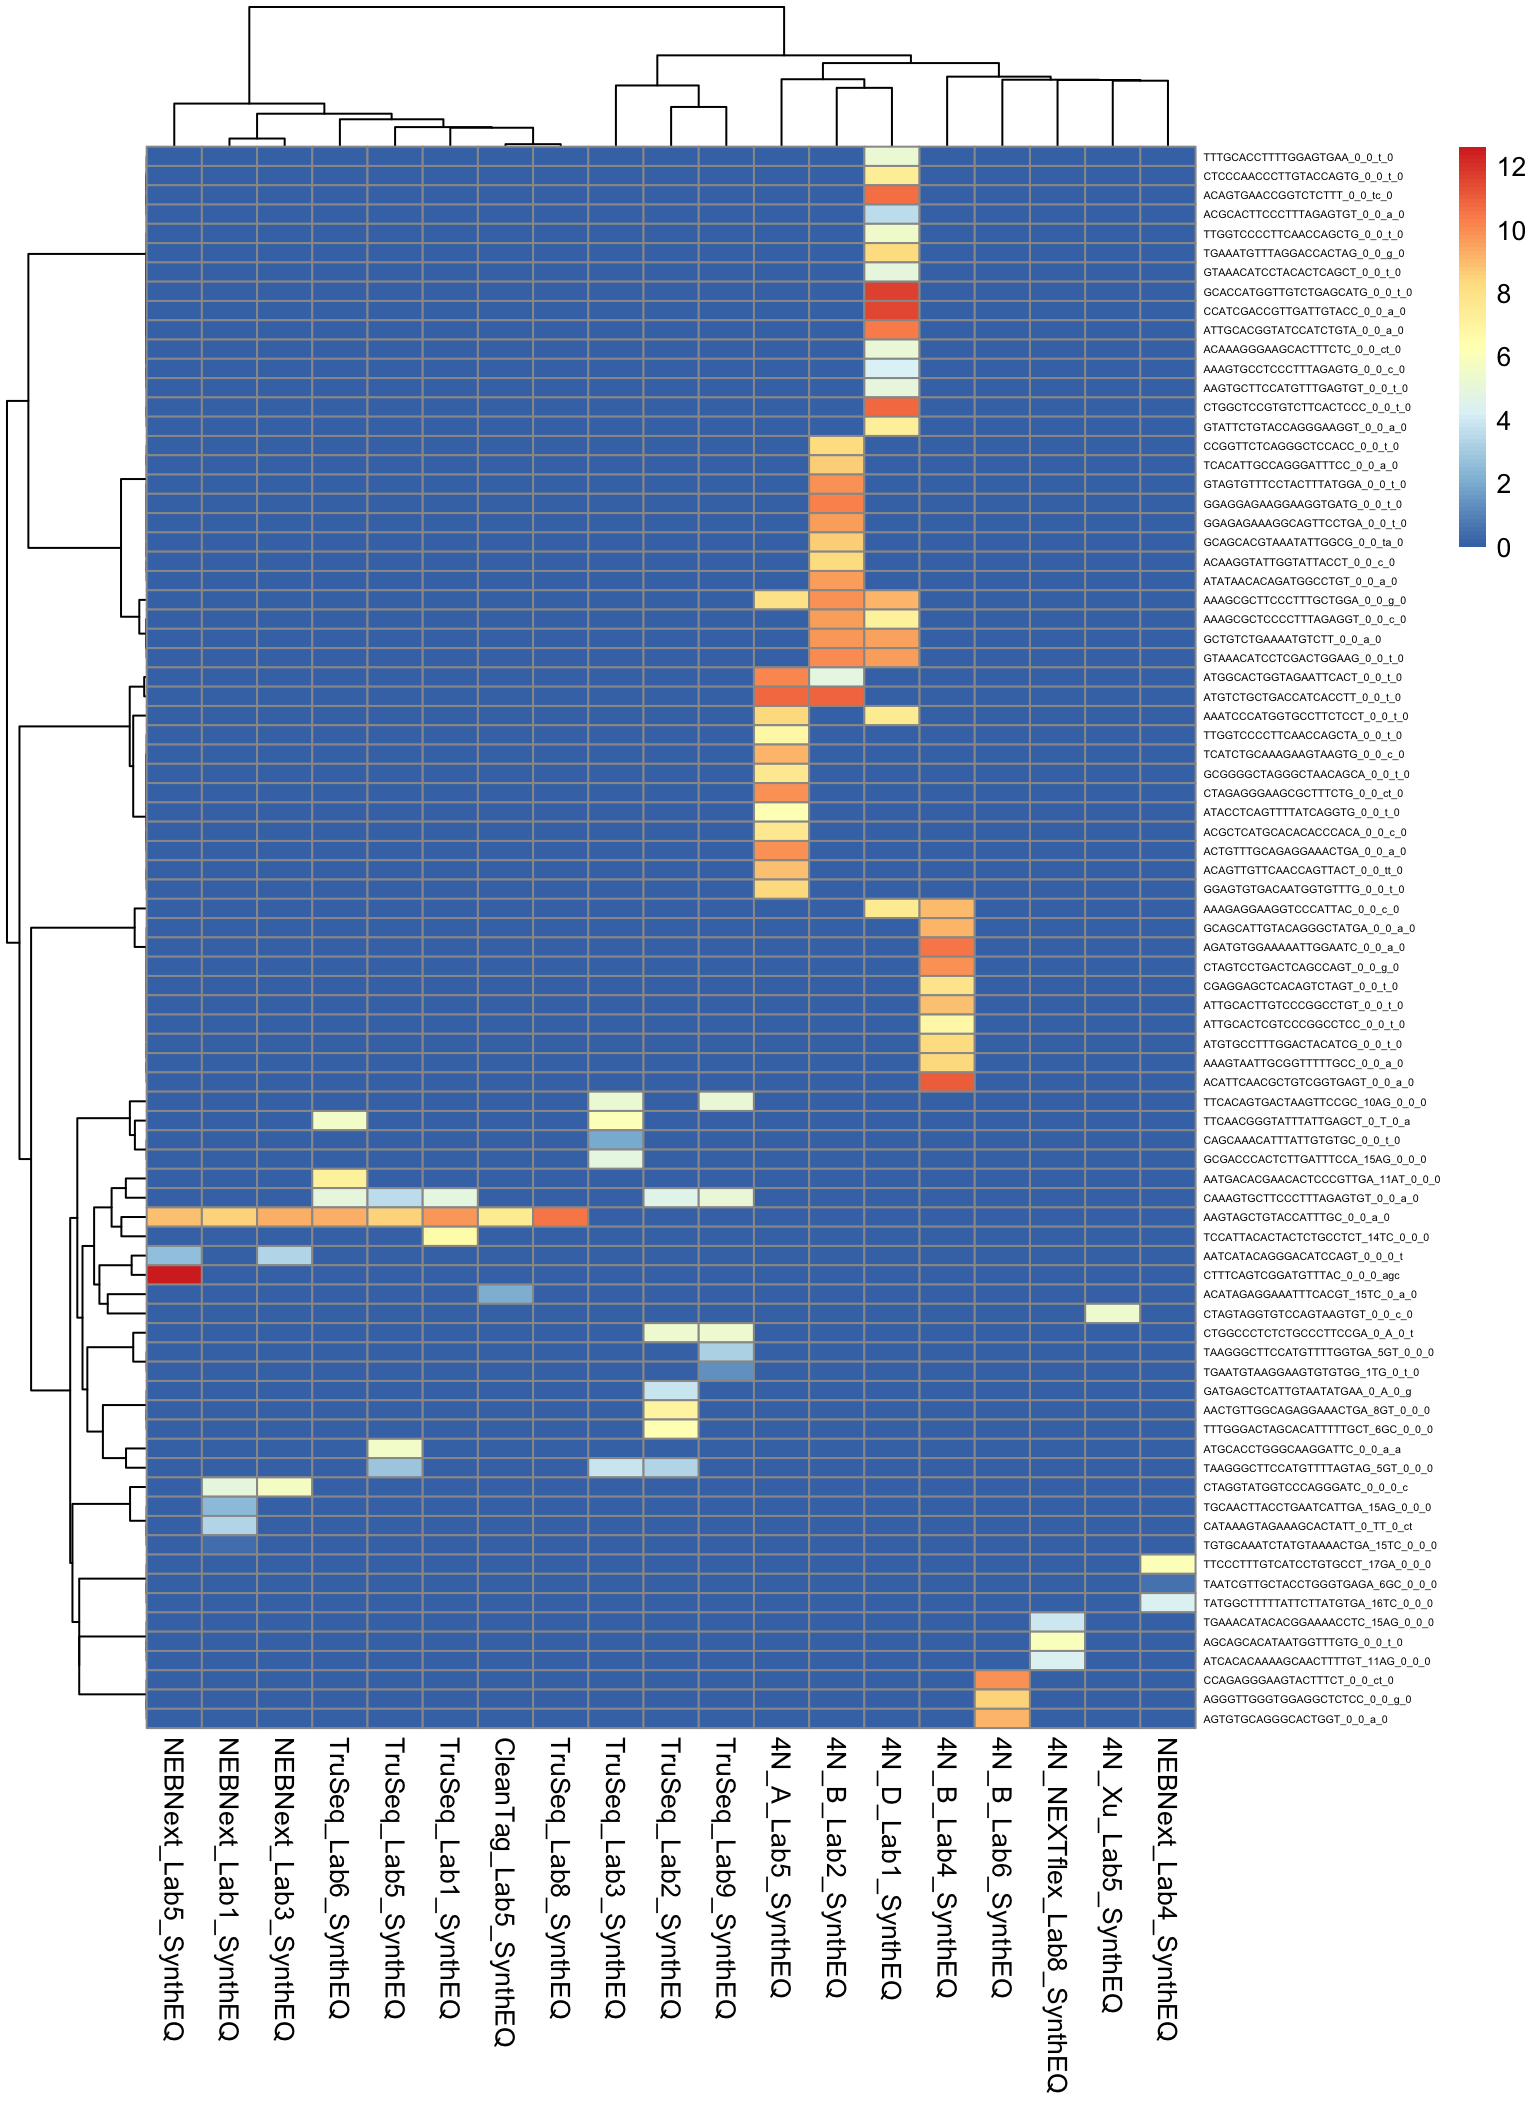 TTTGCACCTTTTGGAGTGAA_0_0_t_0
CTCCCAACCCTTGTACCAGTG_0_0_t_0
ACAGTGAACCGGTCTCTTT_0_0_tc_0
ACGCACTTCCCTTTAGAGTGT_0_0_a_0
TTGGTCCCCTTCAACCAGCTG_0_0_t_0
TGAAATGTTTAGGACCACTAG_0_0_g_0
GTAAACATCCTACACTCAGCT_0_0_t_0
GCACCATGGTTGTCTGAGCATG_0_0_t_0
CCATCGACCGTTGATTGTACC_0_0_a_0
ATTGCACGGTATCCATCTGTA_0_0_a_0
ACAAAGGGAAGCACTTTCTC_0_0_ct_0
AAAGTGCCTCCCTTTAGAGTG_0_0_c_0
AAGTGCTTCCATGTTTGAGTGT_0_0_t_0
CTGGCTCCGTGTCTTCACTCCC_0_0_t_0
GTATTCTGTACCAGGGAAGGT_0_0_a_0
CCGGTTCTCAGGGCTCCACC_0_0_t_0
TCACATTGCCAGGGATTTCC_0_0_a_0
GTAGTGTTTCCTACTTTATGGA_0_0_t_0
GGAGGAGAAGGAAGGTGATG_0_0_t_0
GGAGAGAAAGGCAGTTCCTGA_0_0_t_0
GCAGCACGTAAATATTGGCG_0_0_ta_0
ACAAGGTATTGGTATTACCT_0_0_c_0
ATATAACACAGATGGCCTGT_0_0_a_0
AAAGCGCTTCCCTTTGCTGGA_0_0_g_0
AAAGCGCTCCCCTTTAGAGGT_0_0_c_0
GCTGTCTGAAAATGTCTT_0_0_a_0
GTAAACATCCTCGACTGGAAG_0_0_t_0
ATGGCACTGGTAGAATTCACT_0_0_t_0
ATGTCTGCTGACCATCACCTT_0_0_t_0
AAATCCCATGGTGCCTTCTCCT_0_0_t_0
TTGGTCCCCTTCAACCAGCTA_0_0_t_0
TCATCTGCAAAGAAGTAAGTG_0_0_c_0
GCGGGGCTAGGGCTAACAGCA_0_0_t_0
CTAGAGGGAAGCGCTTTCTG_0_0_ct_0
ATACCTCAGTTTTATCAGGTG_0_0_t_0
ACGCTCATGCACACACCCACA_0_0_c_0
ACTGTTTGCAGAGGAAACTGA_0_0_a_0
ACAGTTGTTCAACCAGTTACT_0_0_tt_0
GGAGTGTGACAATGGTGTTTG_0_0_t_0
AAAGAGGAAGGTCCCATTAC_0_0_c_0
GCAGCATTGTACAGGGCTATGA_0_0_a_0
AGATGTGGAAAAATTGGAATC_0_0_a_0
CTAGTCCTGACTCAGCCAGT_0_0_g_0
CGAGGAGCTCACAGTCTAGT_0_0_t_0
ATTGCACTTGTCCCGGCCTGT_0_0_t_0
ATTGCACTCGTCCCGGCCTCC_0_0_t_0
ATGTGCCTTTGGACTACATCG_0_0_t_0
AAAGTAATTGCGGTTTTTGCC_0_0_a_0
ACATTCAACGCTGTCGGTGAGT_0_0_a_0
TTCACAGTGACTAAGTTCCGC_10AG_0_0_0
TTCAACGGGTATTTATTGAGCT_0_T_0_a
CAGCAAACATTTATTGTGTGC_0_0_t_0
GCGACCCACTCTTGATTTCCA_15AG_0_0_0
AATGACACGAACACTCCCGTTGA_11AT_0_0_0
CAAAGTGCTTCCCTTTAGAGTGT_0_0_a_0
AAGTAGCTGTACCATTTGC_0_0_a_0
TCCATTACACTACTCTGCCTCT_14TC_0_0_0
AATCATACAGGGACATCCAGT_0_0_0_t
CTTTCAGTCGGATGTTTAC_0_0_0_agc
ACATAGAGGAAATTTCACGT_15TC_0_a_0
CTAGTAGGTGTCCAGTAAGTGT_0_0_c_0
CTGGCCCTCTCTGCCCTTCCGA_0_A_0_t
TAAGGGCTTCCATGTTTTGGTGA_5GT_0_0_0
TGAATGTAAGGAAGTGTGTGG_1TG_0_t_0
GATGAGCTCATTGTAATATGAA_0_A_0_g
AACTGTTGGCAGAGGAAACTGA_8GT_0_0_0
TTTGGGACTAGCACATTTTTGCT_6GC_0_0_0
ATGCACCTGGGCAAGGATTC_0_0_a_a
TAAGGGCTTCCATGTTTTAGTAG_5GT_0_0_0
CTAGGTATGGTCCCAGGGATC_0_0_0_c
TGCAACTTACCTGAATCATTGA_15AG_0_0_0
CATAAAGTAGAAAGCACTATT_0_TT_0_ct
TGTGCAAATCTATGTAAAACTGA_15TC_0_0_0
TTCCCTTTGTCATCCTGTGCCT_17GA_0_0_0
TAATCGTTGCTACCTGGGTGAGA_6GC_0_0_0
TATGGCTTTTTATTCTTATGTGA_16TC_0_0_0
TGAAACATACACGGAAAACCTC_15AG_0_0_0
AGCAGCACATAATGGTTTGTG_0_0_t_0
ATCACACAAAAGCAACTTTTGT_11AG_0_0_0
CCAGAGGGAAGTACTTTCT_0_0_ct_0
AGGGTTGGGTGGAGGCTCTCC_0_0_g_0
AGTGTGCAGGGCACTGGT_0_0_a_0
12
10
8
6
4
2
0
NEBNext_Lab5_SynthEQ
NEBNext_Lab1_SynthEQ
NEBNext_Lab3_SynthEQ
TruSeq_Lab6_SynthEQ
TruSeq_Lab5_SynthEQ
TruSeq_Lab1_SynthEQ
CleanTag_Lab5_SynthEQ
TruSeq_Lab8_SynthEQ
TruSeq_Lab3_SynthEQ
TruSeq_Lab2_SynthEQ
TruSeq_Lab9_SynthEQ
4N_A_Lab5_SynthEQ
4N_B_Lab2_SynthEQ
4N_D_Lab1_SynthEQ
4N_B_Lab4_SynthEQ
4N_B_Lab6_SynthEQ
4N_NEXTflex_Lab8_SynthEQ
4N_Xu_Lab5_SynthEQ
NEBNext_Lab4_SynthEQ